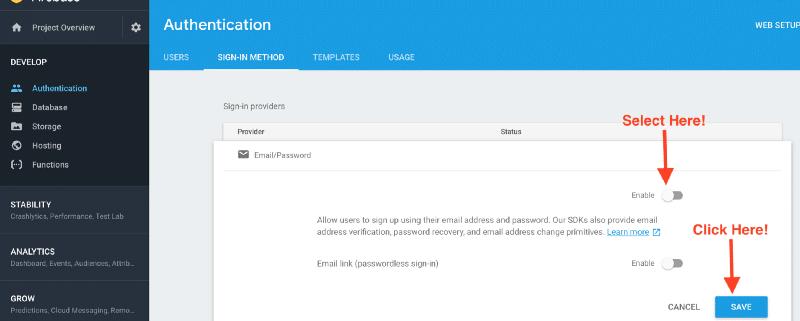 Project Overview
DEVELOP
Authentication
Database
Storage
Hosting
Functions
STABILITY
Crashlytics, Performance, Test Lab
ANALYTICS
Dashboard, Events, Audiences, Attrib...
GROW
Predictions, Cloud Messaging, Remo...
Authentication
WEB SETUP
USERS
SIGN-IN METHOD
TEMPLATES
USAGE
Sign-in providers
Provider Status
Select Here!
Email/Password
Enable
Allow users to sign up using their email address and password. Our SDKs also provide email
address verification, password recovery, and email address change primitives. Learn more
Click Here!
Email link (passwordless sign-in) Enable
CANCEL SAVE